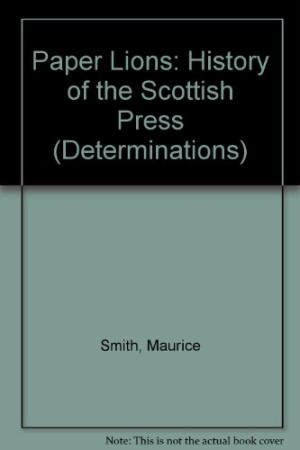 Paper Lions: History
of the Scottish
Press
(Determinations)
Smith, Maurice
Note: This is not the actual book cover